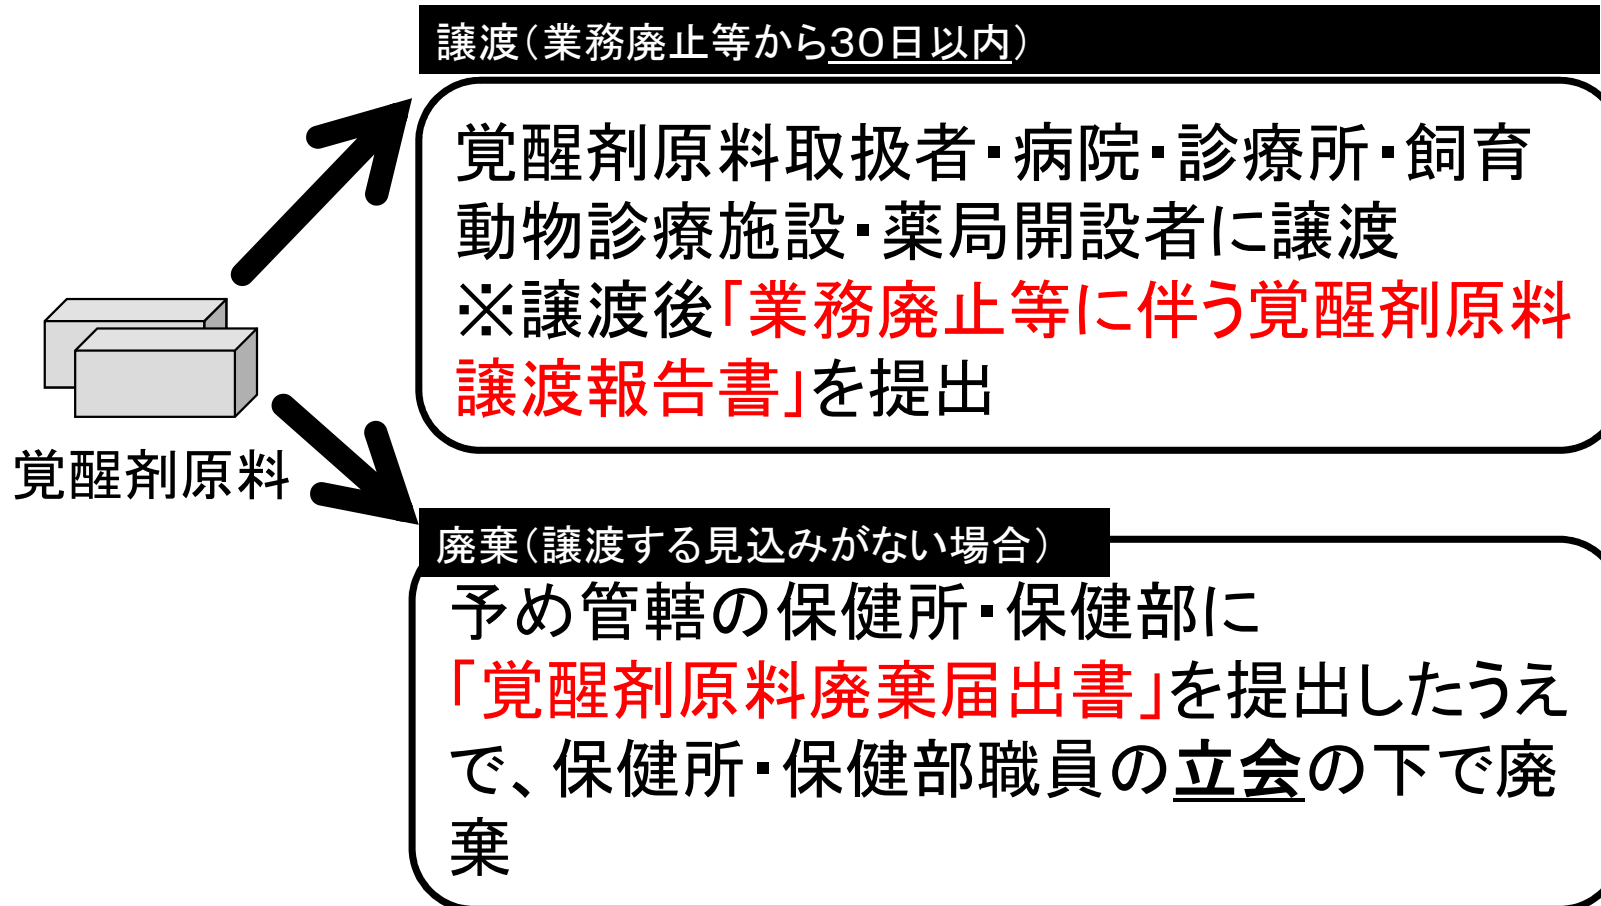 譲渡（業務廃止等から３０日以内）
覚醒剤原料取扱者・病院・診療所・飼育
動物診療施設・薬局開設者に譲渡
※譲渡後「業務廃止等に伴う覚醒剤原料
譲渡報告書」を提出
覚醒剤原料
廃棄（譲渡する見込みがない場合）
予め管轄の保健所・保健部に
「覚醒剤原料廃棄届出書」を提出したうえ
で、保健所・保健部職員の立会の下で廃
棄